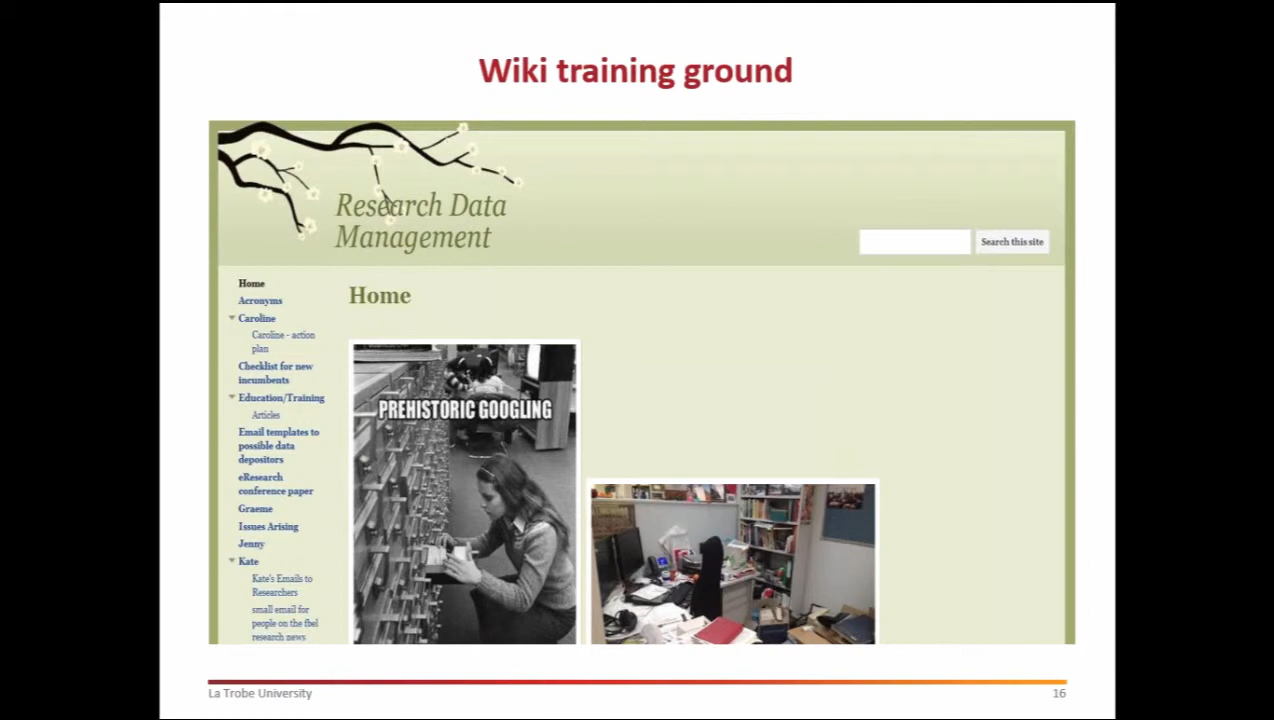 Wiki training ground
Research Data
Management
Search this site
Home
Acronyms
Caroline
Caroline - action
plan
Checklist for new
incumbents
Education/Training
Articles
Email templates to
possible data
depositors
eResearch
conference paper
Graeme
Issues Arising
Jenny
Kate
Kate's Emails to
Researchers
small email for
people on the fbel
research news
Home
PREHISTORIC GOOGLING
La Trobe University
16